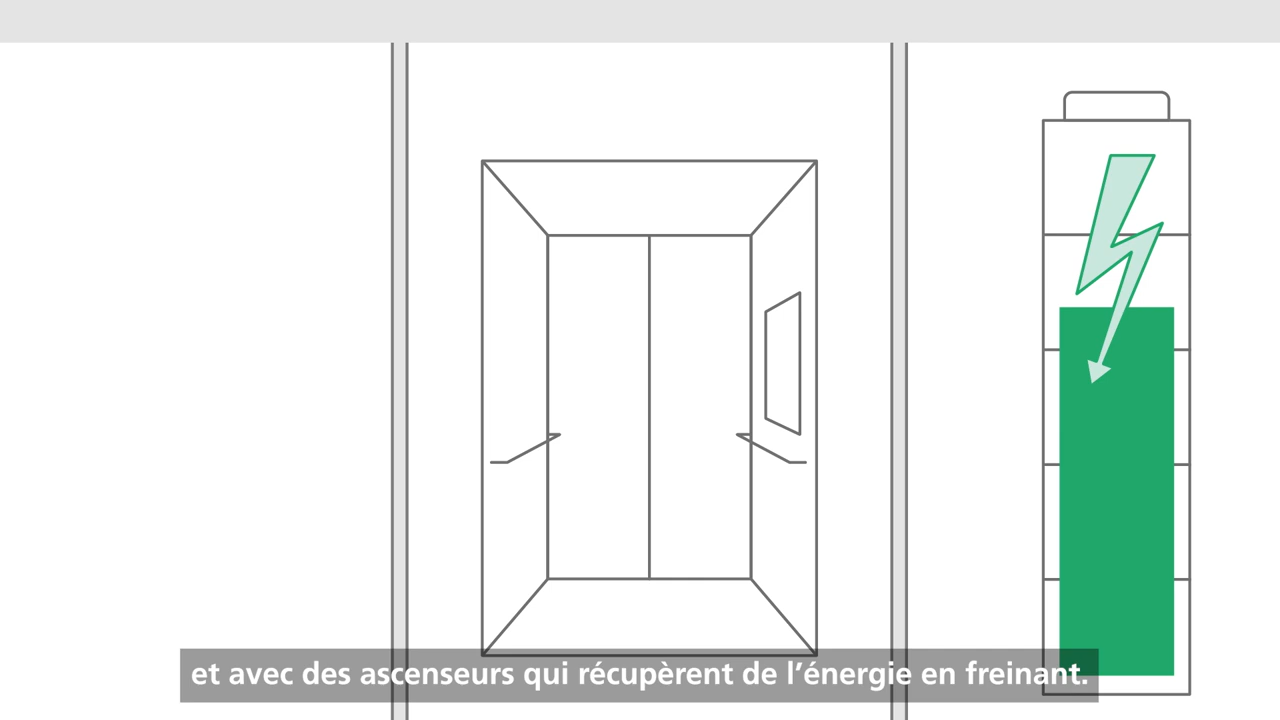 et avec des ascenseurs qui récupèrent de l’énergie en freinant.